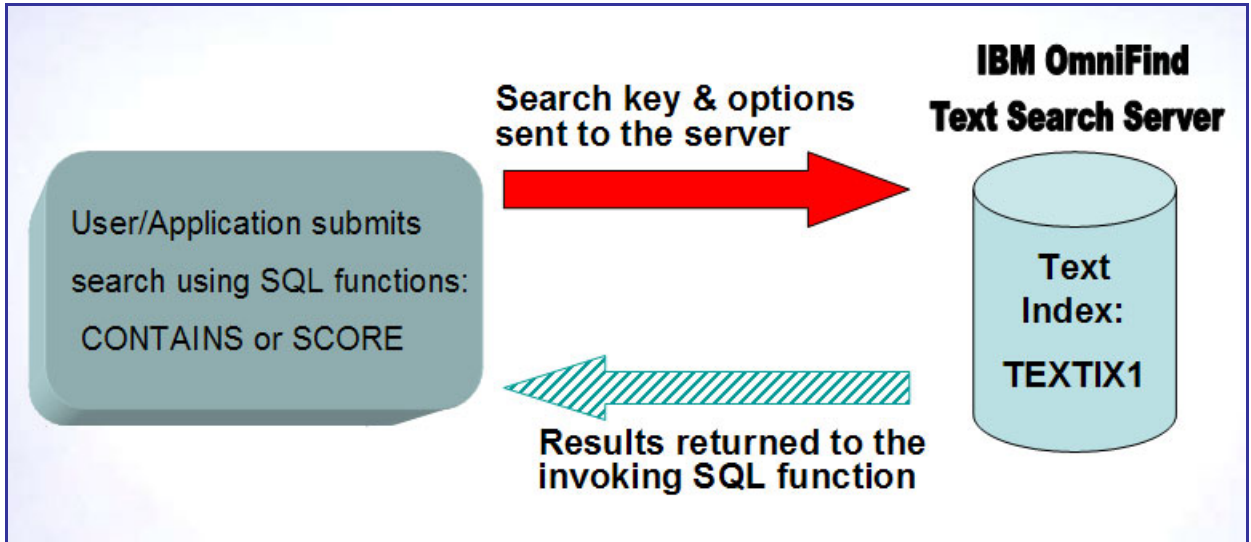 IBM OmniFind
Text Search Server
Search key & options
sent to the server
User/Application submits
search using SQL functions:
CONTAINS or SCORE
Text
Index:
TEXTIX1
Results returned to the
invoking SQL function